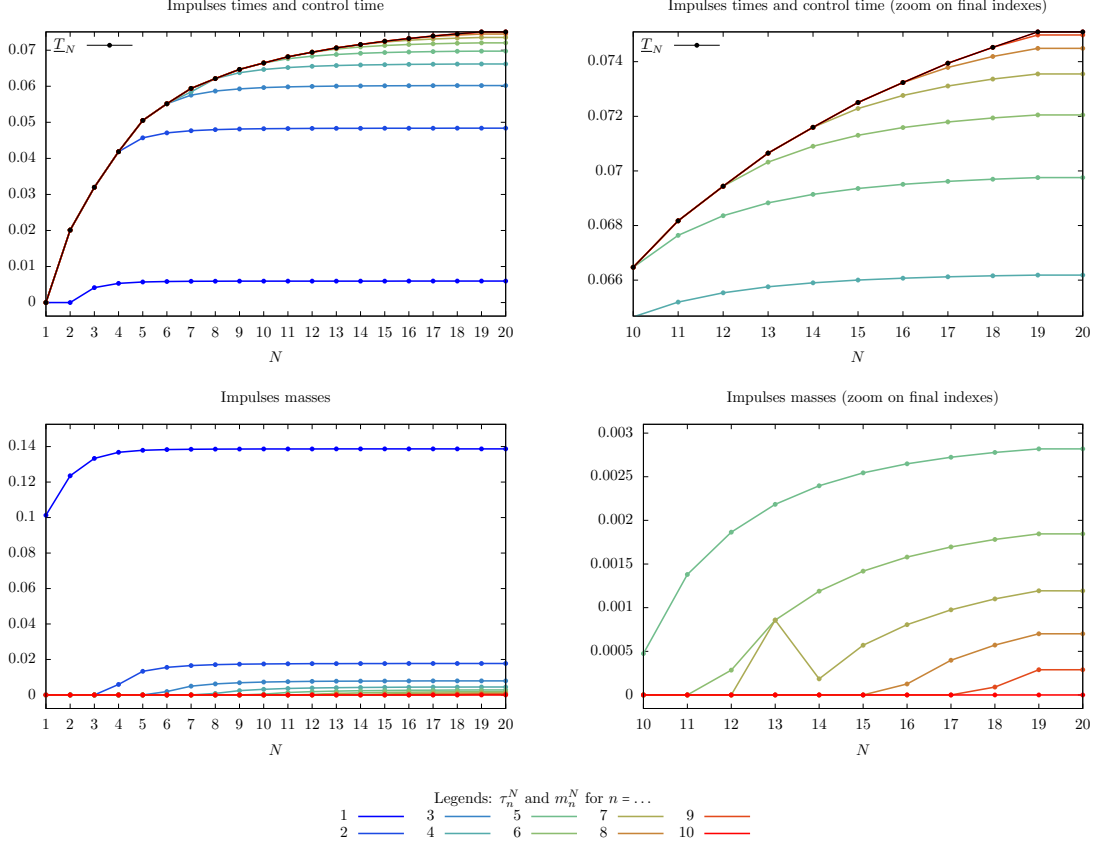 Impulses times and control time
T_N
0.07
0.06
0.05
0.04
0.03
0.02
0.01
0
1 2 3 4 5 6 7 8 9 10 11 12 13 14 15 16 17 18 19 20
N
Impulses times and control time (zoom on final indexes)
T_N
0.074
0.072
0.07
0.068
0.066
10 11 12 13 14 15 16 17 18 19 20
N
Impulses masses
0.14
0.12
0.1
0.08
0.06
0.04
0.02
0
1 2 3 4 5 6 7 8 9 10 11 12 13 14 15 16 17 18 19 20
N
Impulses masses (zoom on final indexes)
0.003
0.0025
0.002
0.0015
0.001
0.0005
0
10 11 12 13 14 15 16 17 18 19 20
N
Legends: τ_n^N and m_n^N for n = ...
1 3 5 7 9
2 4 6 8 10